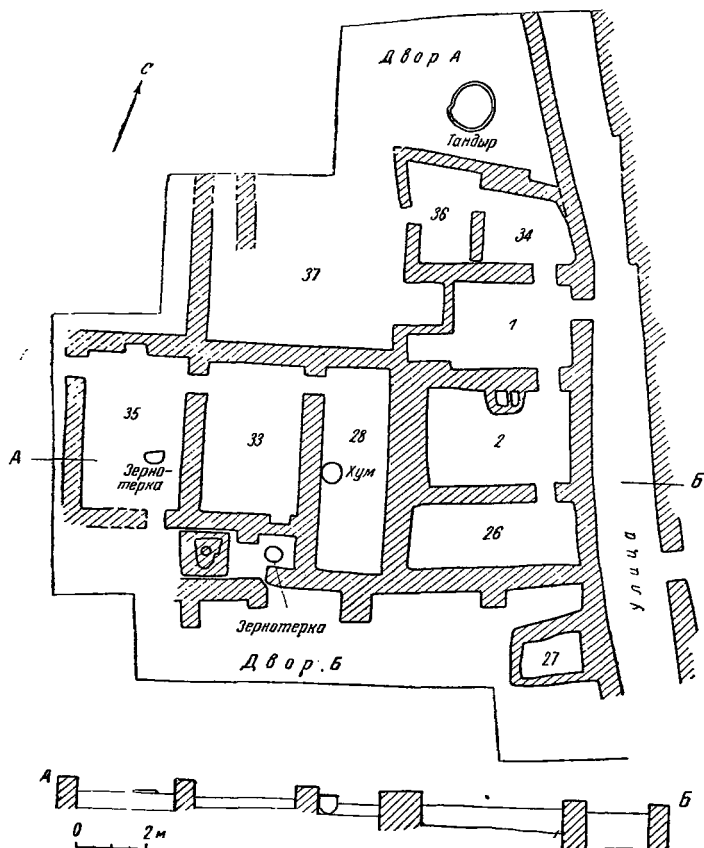 С
Двор А
Тандыр
36
34
37
1
35
33
28
2
А
Зерно-
терка
Хум
Б
26
улица
Зернотерка
27
Двор. Б
А
Б
0 2 м